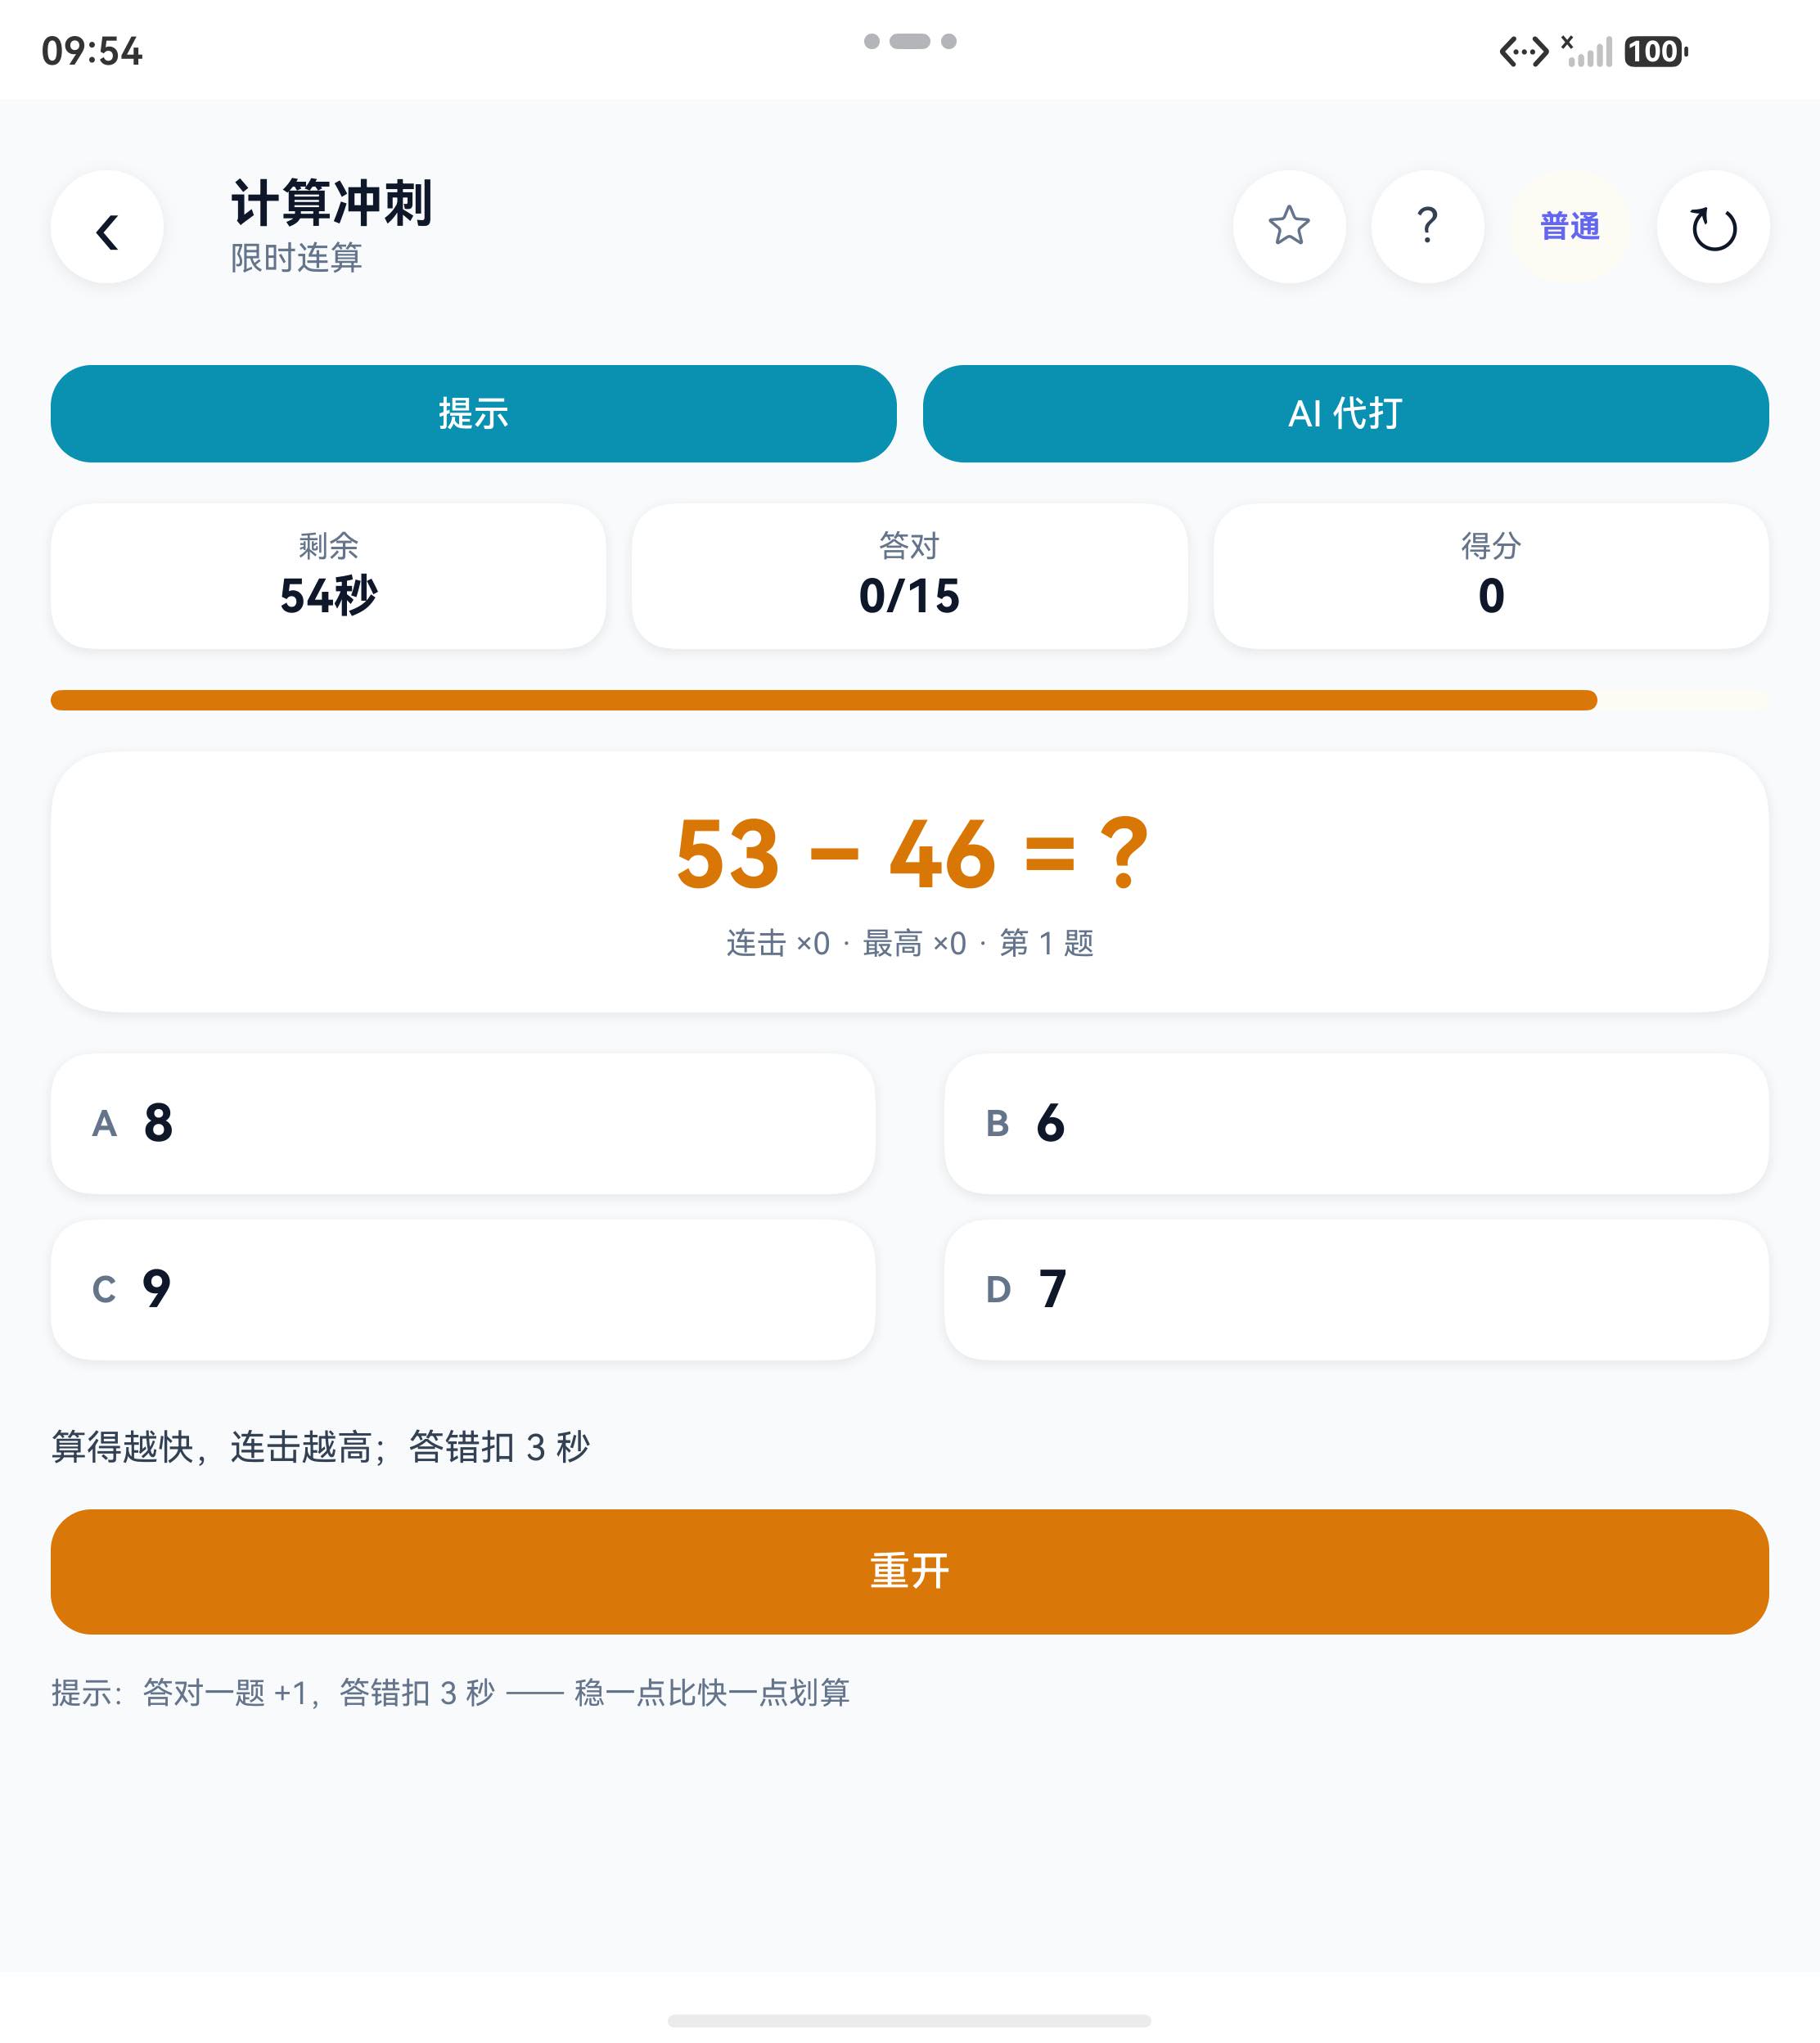 09:54
100
计算冲刺
限时连算
?
普通
提示
AI 代打
剩余
54秒
答对
0/15
得分
0
53 − 46 = ?
连击 ×0 · 最高 ×0 · 第 1 题
A 8
B 6
C 9
D 7
算得越快，连击越高；答错扣 3 秒
重开
提示：答对一题 +1，答错扣 3 秒 —— 稳一点比快一点划算